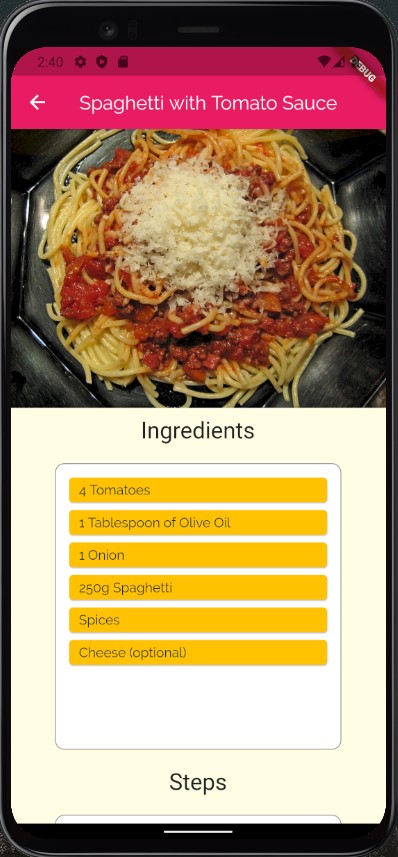 2:40
DEBUG
Spaghetti with Tomato Sauce
Ingredients
4 Tomatoes
1 Tablespoon of Olive Oil
1 Onion
250g Spaghetti
Spices
Cheese (optional)
Steps